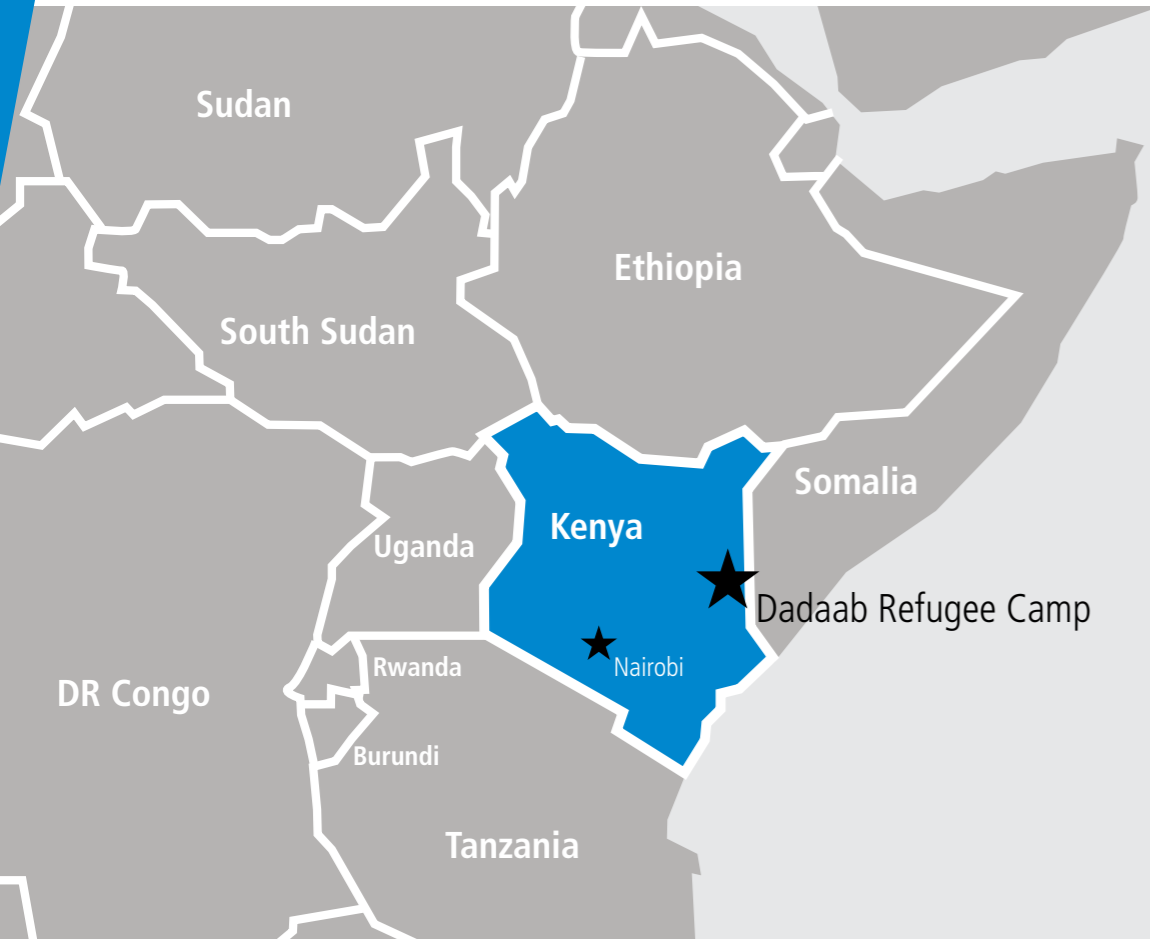 Sudan
Ethiopia
South Sudan
Somalia
Kenya
Uganda
Dadaab Refugee Camp
Nairobi
Rwanda
DR Congo
Burundi
Tanzania